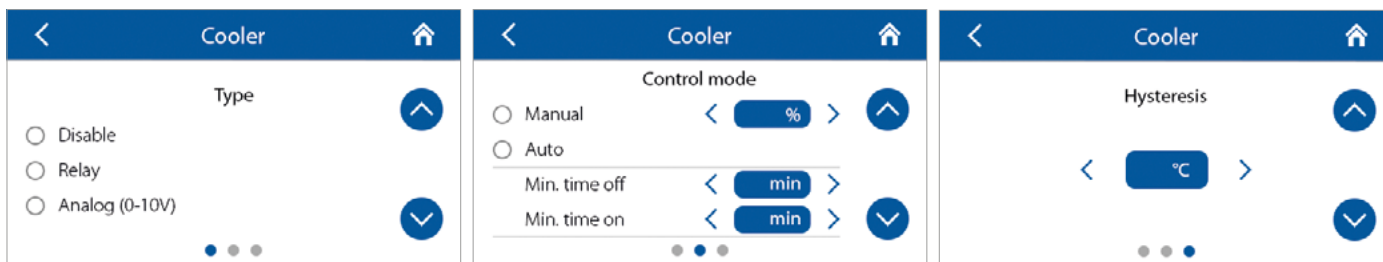 Cooler
Type
Disable
Relay
Analog (0-10V)
Cooler
Control mode
Manual %
Auto
Min. time off min
Min. time on min
Cooler
Hysteresis
°C